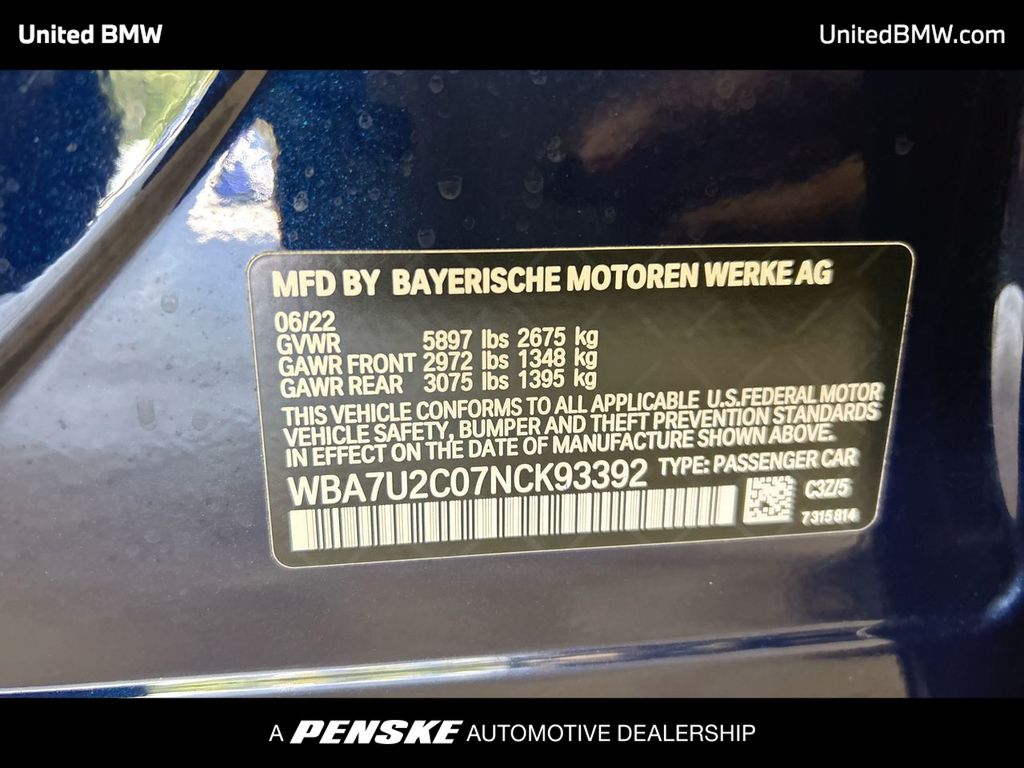 United BMW
UnitedBMW.com
MFD BY BAYERISCHE MOTOREN WERKE AG
06/22
GVWR 5897 lbs 2675 kg
GAWR FRONT 2972 lbs 1348 kg
GAWR REAR 3075 lbs 1395 kg
THIS VEHICLE CONFORMS TO ALL APPLICABLE U.S.FEDERAL MOTOR
VEHICLE SAFETY, BUMPER AND THEFT PREVENTION STANDARDS
IN EFFECT ON THE DATE OF MANUFACTURE SHOWN ABOVE.
WBA7U2C07NCK93392 TYPE: PASSENGER CAR
C3Z/5
7315814
A PENSKE AUTOMOTIVE DEALERSHIP